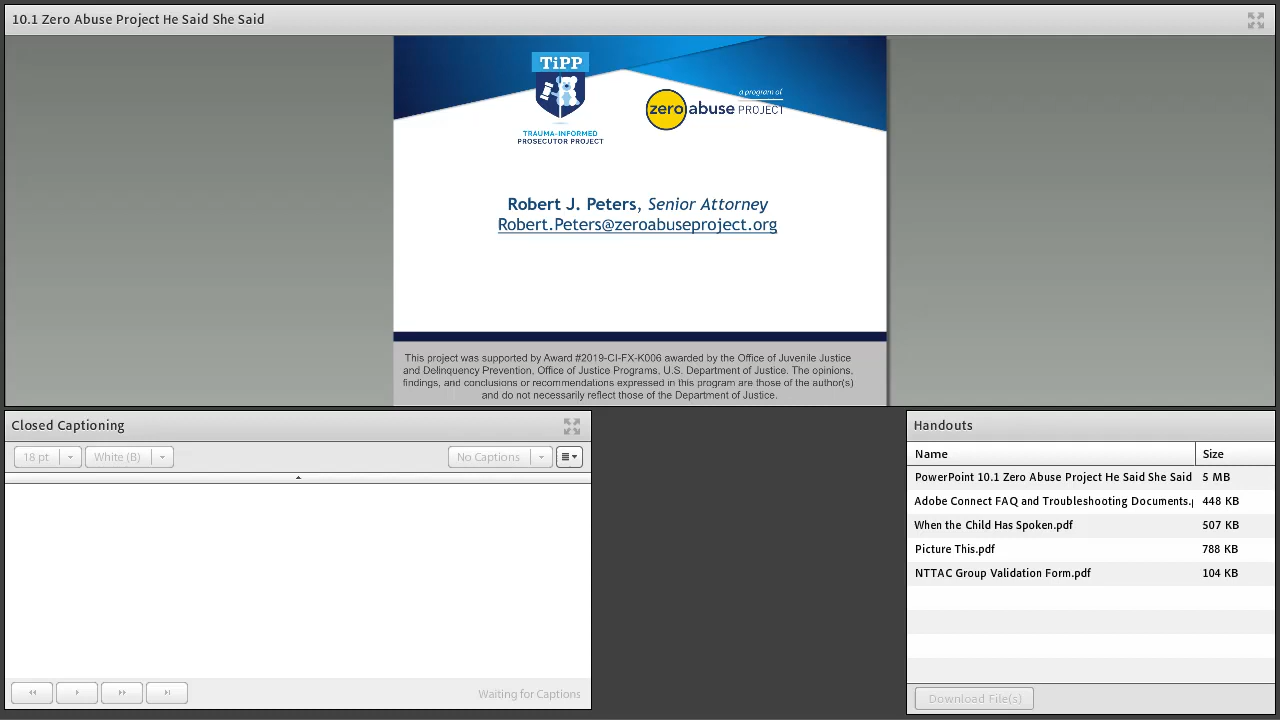 10.1 Zero Abuse Project He Said She Said
TiPP
TRAUMA-INFORMED
PROSECUTOR PROJECT
a program of
zero abuse PROJECT
Robert J. Peters, Senior Attorney
Robert.Peters@zeroabuseproject.org
This project was supported by Award #2019-CI-FX-K006 awarded by the Office of Juvenile Justice
and Delinquency Prevention, Office of Justice Programs, U.S. Department of Justice. The opinions,
findings, and conclusions or recommendations expressed in this program are those of the author(s)
and do not necessarily reflect those of the Department of Justice.
Closed Captioning
18 pt White (B) No Captions
Waiting for Captions
Handouts
Name Size
PowerPoint 10.1 Zero Abuse Project He Said She Said 5 MB
Adobe Connect FAQ and Troubleshooting Documents.p 448 KB
When the Child Has Spoken.pdf 507 KB
Picture This.pdf 788 KB
NTTAC Group Validation Form.pdf 104 KB
Download File(s)